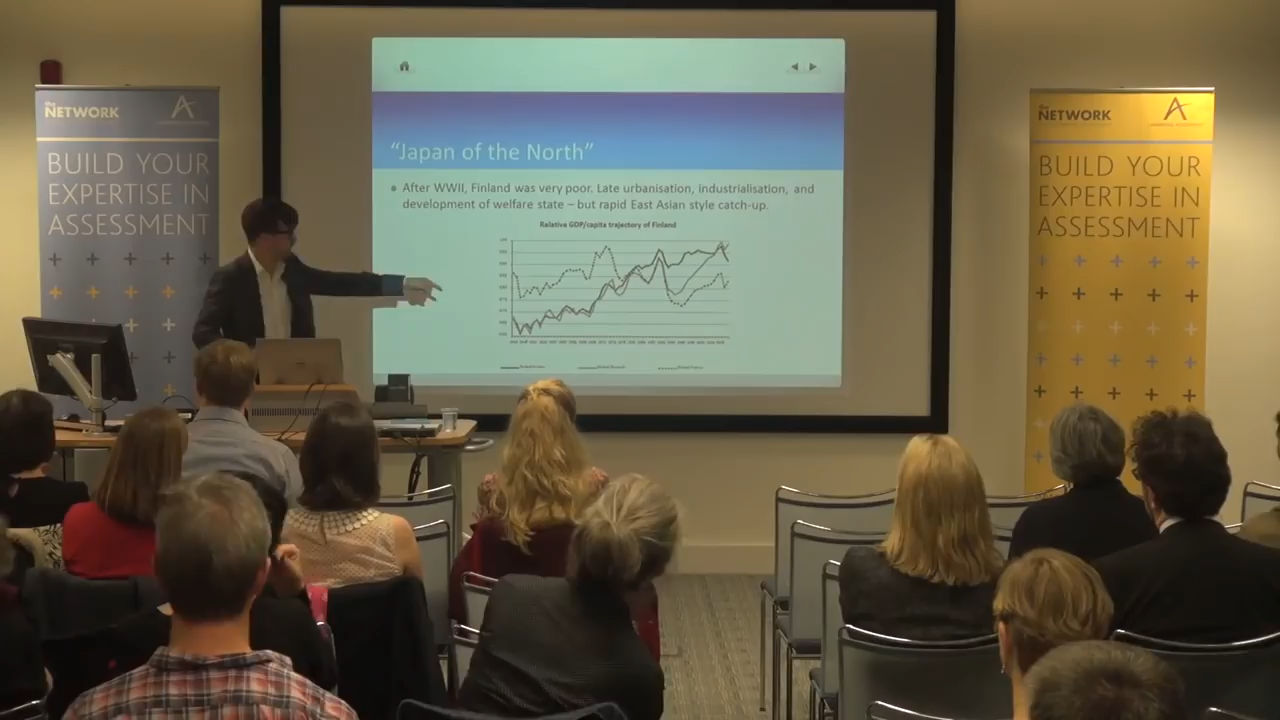 the
NETWORK
BUILD YOUR
EXPERTISE IN
ASSESSMENT
"Japan of the North"
After WWII, Finland was very poor. Late urbanisation, industrialisation, and
development of welfare state – but rapid East Asian style catch-up.
Relative GDP/capita trajectory of Finland
the
NETWORK
BUILD YOUR
EXPERTISE IN
ASSESSMENT